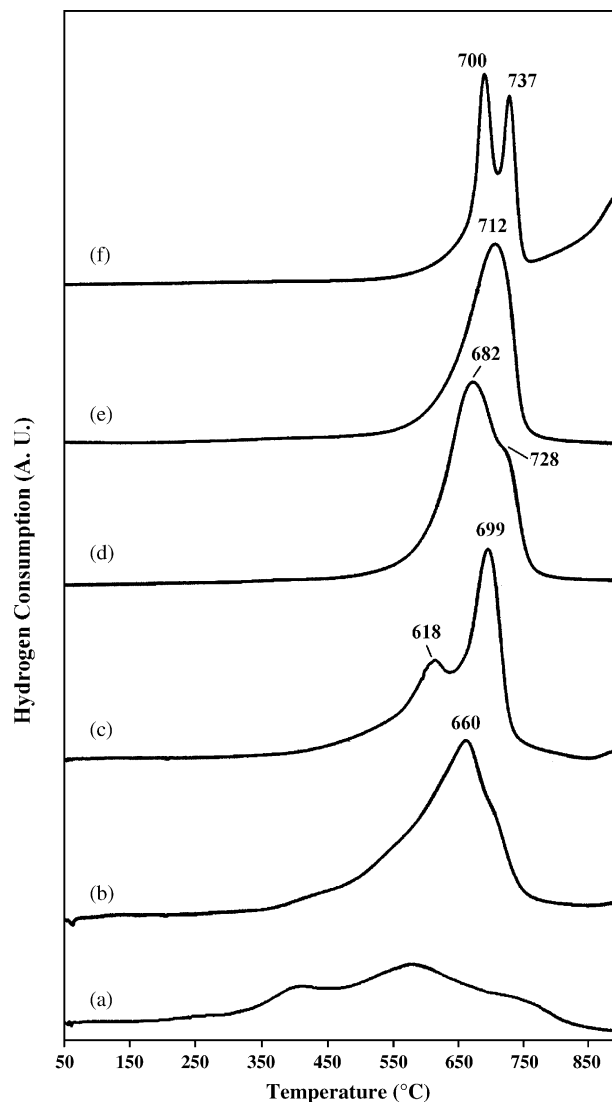 700
737
(f)
712
682
(e)
728
699
(d)
618
(c)
660
(b)
(a)
Hydrogen Consumption (A. U.)
50 150 250 350 450 550 650 750 850
Temperature (°C)